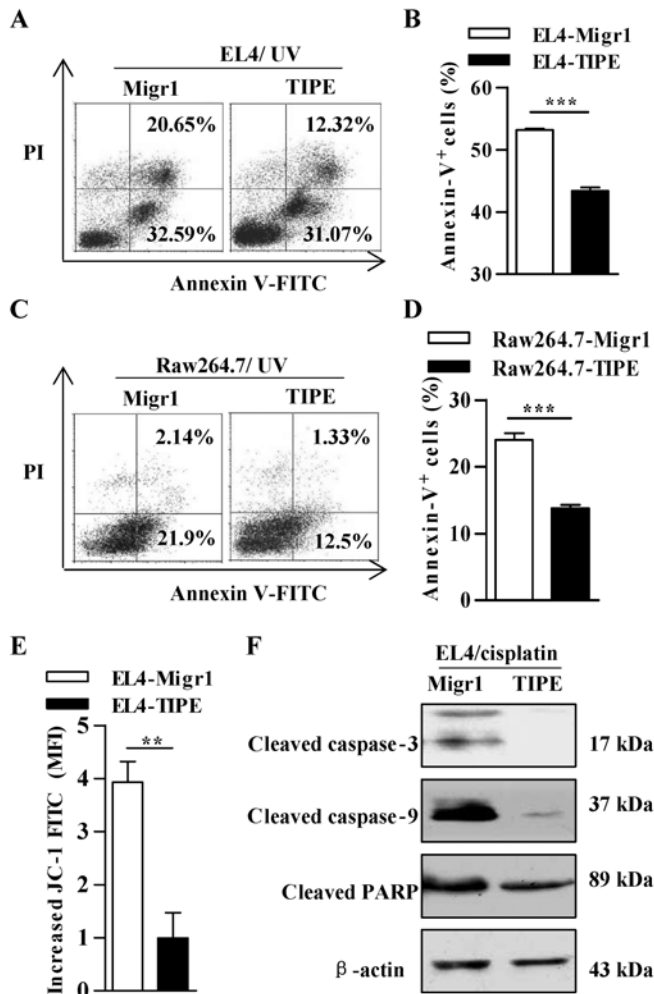 A
EL4/ UV
Migr1 TIPE
PI
20.65% 12.32%
32.59% 31.07%
Annexin V-FITC
B
EL4-Migr1
EL4-TIPE
Annexin-V+ cells (%)
60
50
40
30
***
C
Raw264.7/ UV
Migr1 TIPE
PI
2.14% 1.33%
21.9% 12.5%
Annexin V-FITC
D
Raw264.7-Migr1
Raw264.7-TIPE
Annexin-V+ cells (%)
30
20
10
0
***
E
EL4-Migr1
EL4-TIPE
Increased JC-1 FITC (MFI)
5
4
3
2
1
0
**
F
EL4/cisplatin
Migr1 TIPE
Cleaved caspase-3 17 kDa
Cleaved caspase-9 37 kDa
Cleaved PARP 89 kDa
β-actin 43 kDa